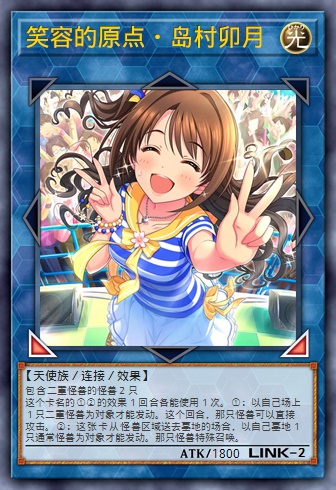 笑容的原点・岛村卯月
光
【天使族／连接／效果】
包含二重怪兽的怪兽２只
这个卡名的①②的效果１回合各能使用１次。①：以自己场上
１只二重怪兽为对象才能发动。这个回合，那只怪兽可以直接
攻击。②：这张卡从怪兽区域送去墓地的场合，以自己墓地１
只通常怪兽为对象才能发动。那只怪兽特殊召唤。
ATK/1800 LINK-2